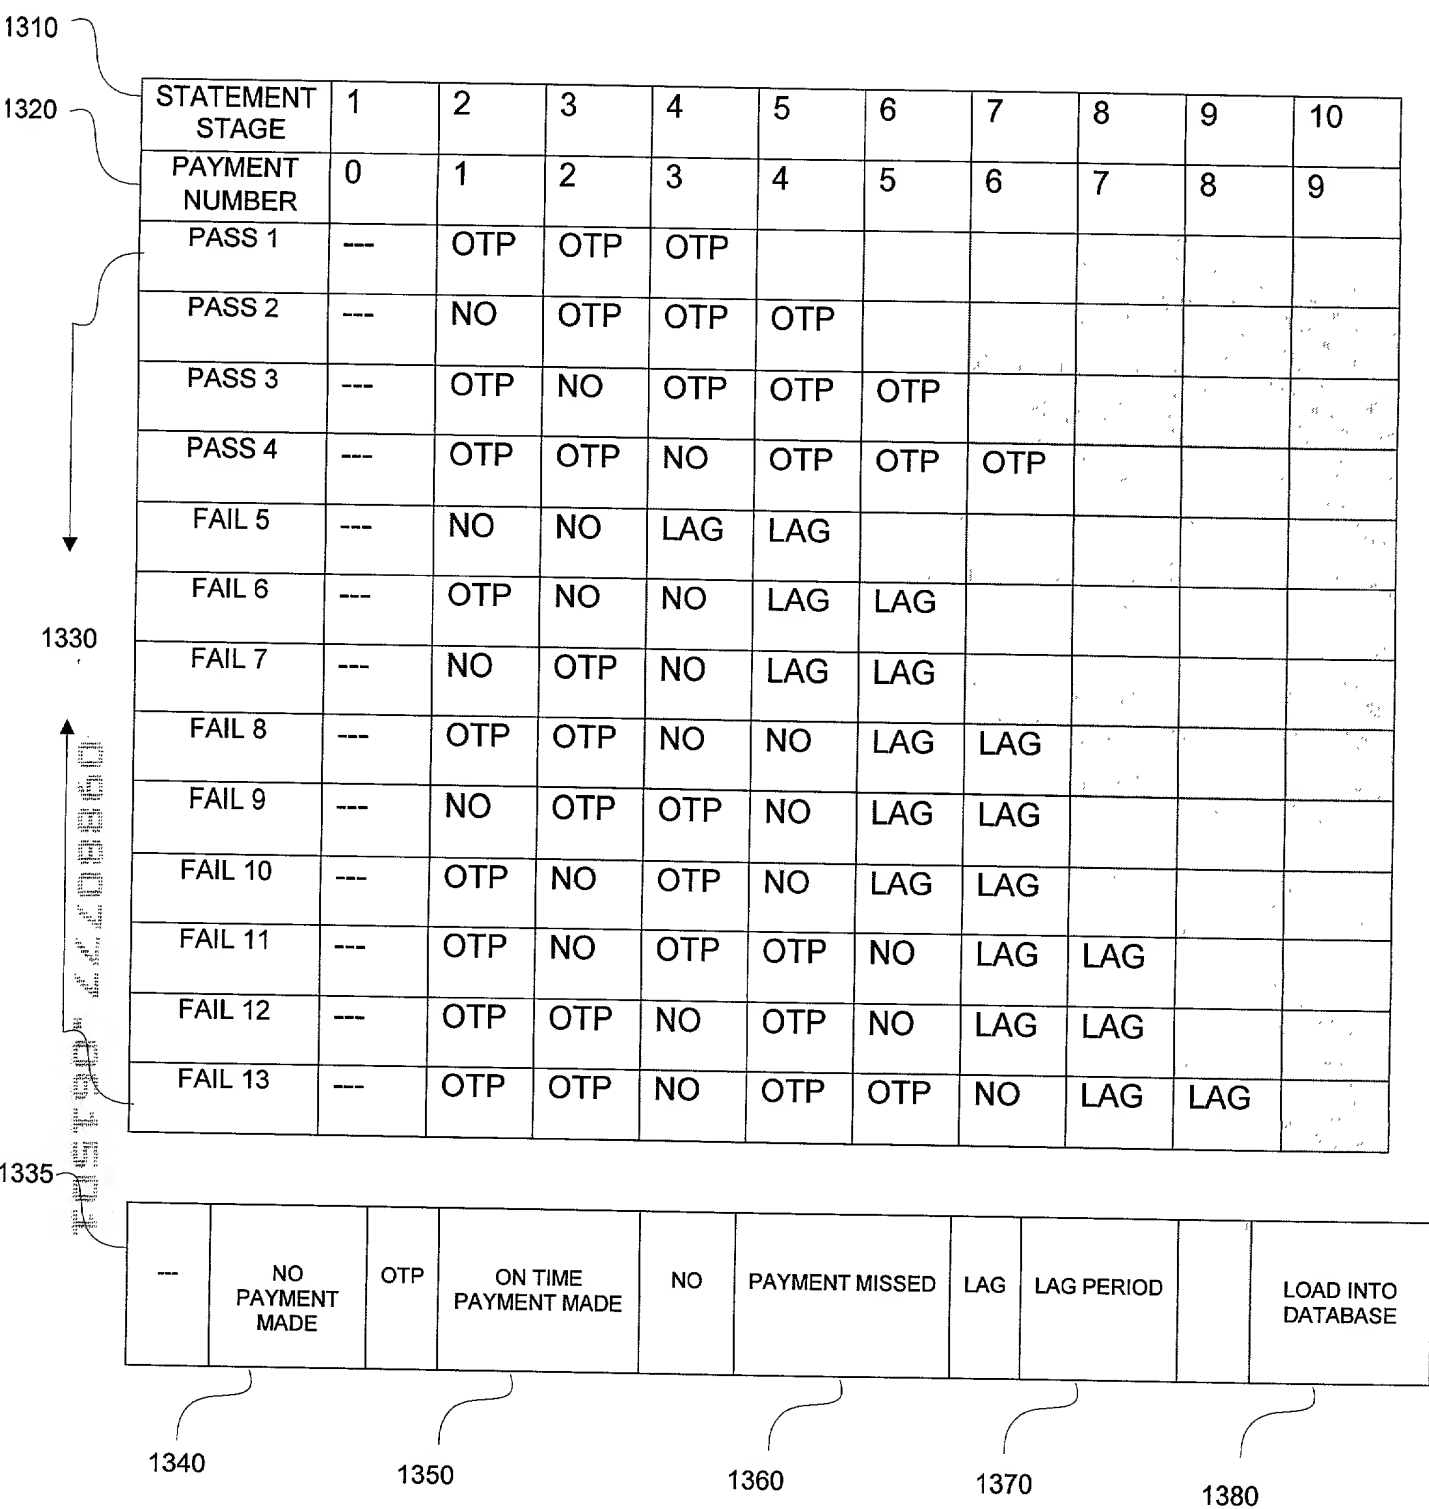 1310
STATEMENT STAGE 1 2 3 4 5 6 7 8 9 10
1320
PAYMENT NUMBER 0 1 2 3 4 5 6 7 8 9
PASS 1 --- OTP OTP OTP
PASS 2 --- NO OTP OTP OTP
PASS 3 --- OTP NO OTP OTP OTP
PASS 4 --- OTP OTP NO OTP OTP OTP
FAIL 5 --- NO NO LAG LAG
FAIL 6 --- OTP NO NO LAG LAG
1330
FAIL 7 --- NO OTP NO LAG LAG
FAIL 8 --- OTP OTP NO NO LAG LAG
FAIL 9 --- NO OTP OTP NO LAG LAG
FAIL 10 --- OTP NO OTP NO LAG LAG
FAIL 11 --- OTP NO OTP OTP NO LAG LAG
FAIL 12 --- OTP OTP NO OTP NO LAG LAG
FAIL 13 --- OTP OTP NO OTP OTP NO LAG LAG
1335
--- NO PAYMENT MADE OTP ON TIME PAYMENT MADE NO PAYMENT MISSED LAG LAG PERIOD LOAD INTO DATABASE
1340
1350
1360
1370
1380